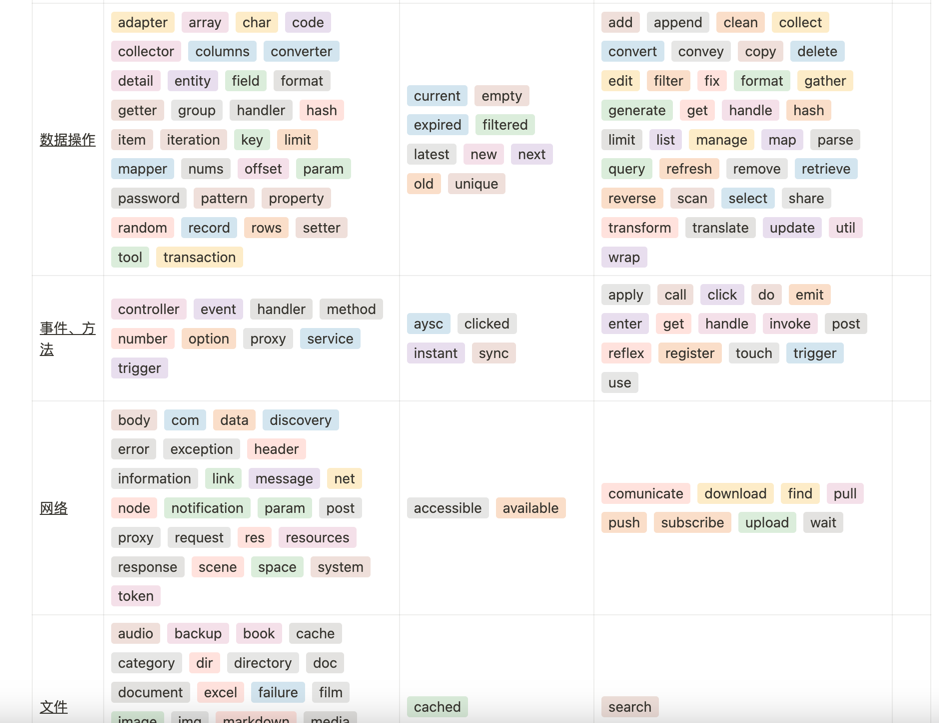 数据操作
adapter array char code
collector columns converter
detail entity field format
getter group handler hash
item iteration key limit
mapper nums offset param
password pattern property
random record rows setter
tool transaction
current empty
expired filtered
latest new next
old unique
add append clean collect
convert convey copy delete
edit filter fix format gather
generate get handle hash
limit list manage map parse
query refresh remove retrieve
reverse scan select share
transform translate update util
wrap
事件、方
法
controller event handler method
number option proxy service
trigger
aysc clicked
instant sync
apply call click do emit
enter get handle invoke post
reflex register touch trigger
use
网络
body com data discovery
error exception header
information link message net
node notification param post
proxy request res resources
response scene space system
token
accessible available
comunicate download find pull
push subscribe upload wait
文件
audio backup book cache
category dir directory doc
document excel failure film
image img markdown media
cached
search